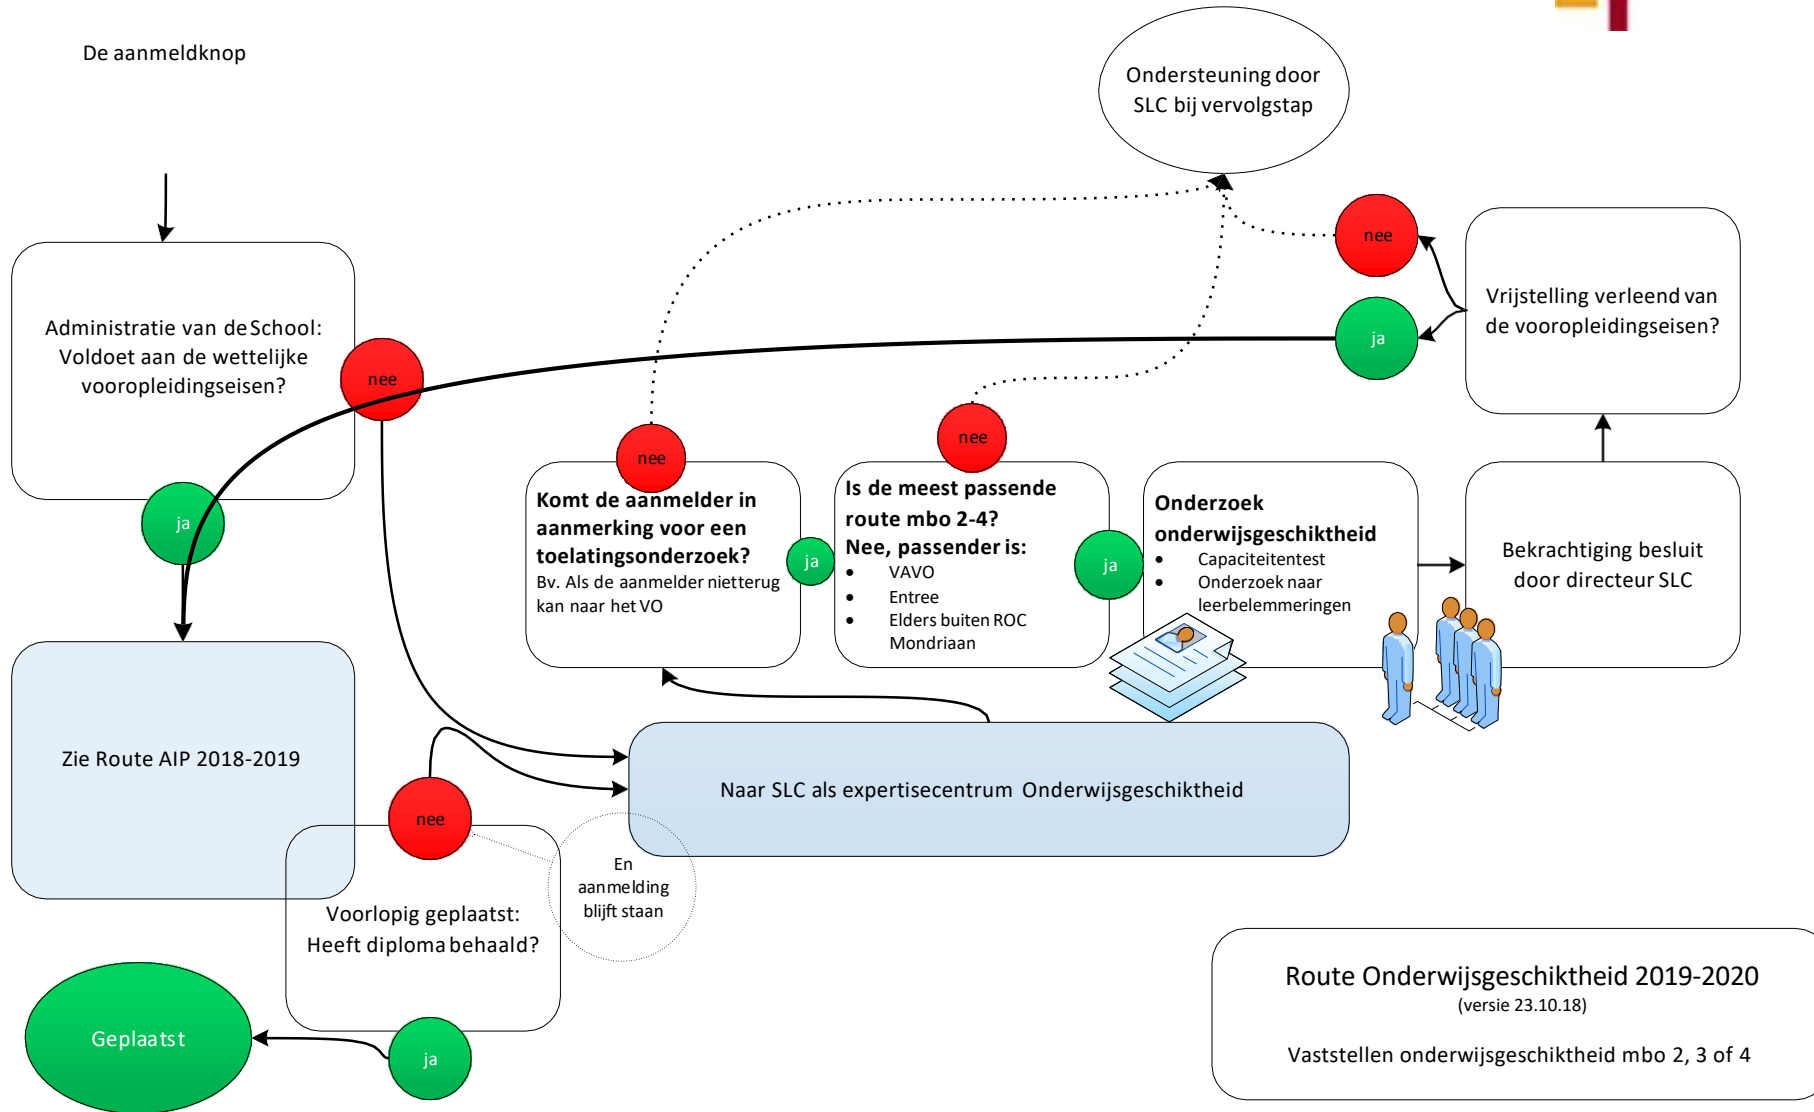 De aanmeldknop
Ondersteuning door
SLC bij vervolgstap
nee
Vrijstelling verleend van
de vooropleidingseisen?
ja
Administratie van de School:
Voldoet aan de wettelijke
vooropleidingseisen?
nee
ja
nee
Komt de aanmelder in
aanmerking voor een
toelatingsonderzoek?
Bv. Als de aanmelder niet terug
kan naar het VO
ja
nee
Is de meest passende
route mbo 2-4?
Nee, passender is:
• VAVO
• Entree
• Elders buiten ROC
Mondriaan
ja
Onderzoek
onderwijsgeschiktheid
• Capaciteitentest
• Onderzoek naar
leerbelemmeringen
Bekrachtiging besluit
door directeur SLC
Zie Route AIP 2018-2019
Naar SLC als expertisecentrum Onderwijsgeschiktheid
nee
En
aanmelding
blijft staan
Voorlopig geplaatst:
Heeft diploma behaald?
Geplaatst
ja
Route Onderwijsgeschiktheid 2019-2020
(versie 23.10.18)
Vaststellen onderwijsgeschiktheid mbo 2, 3 of 4